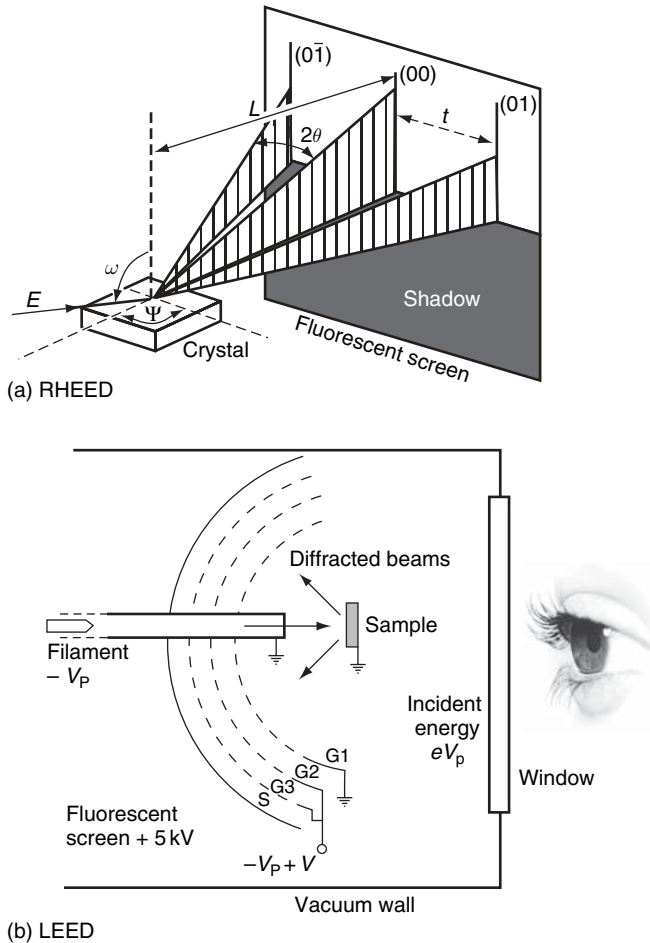 (01̄)
(00)
L
(01)
t
2θ
ω
E
Ψ
Shadow
Crystal
Fluorescent screen
(a) RHEED
Diffracted beams
Sample
Filament
– V_P
Incident
energy
eV_p
G1
G2
G3
S
Window
Fluorescent
screen + 5 kV
–V_P + V
Vacuum wall
(b) LEED